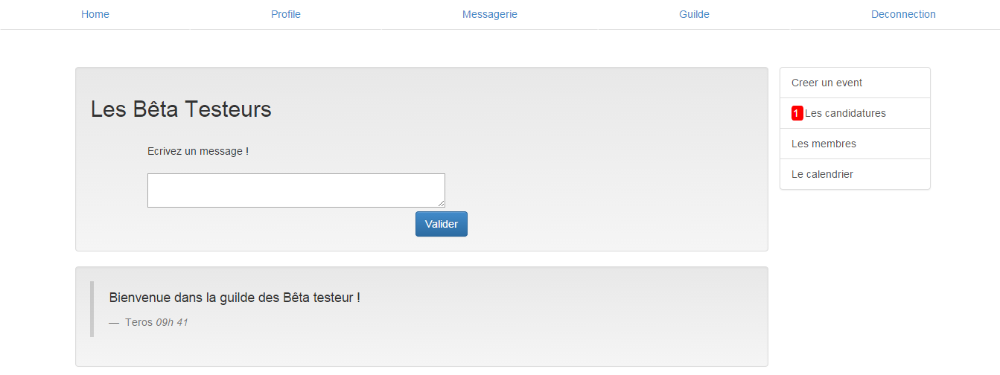 Home Profile Messagerie Guilde Deconnection
Les Bêta Testeurs
Ecrivez un message !
Valider
Creer un event
1 Les candidatures
Les membres
Le calendrier
Bienvenue dans la guilde des Bêta testeur !
— Teros 09h 41